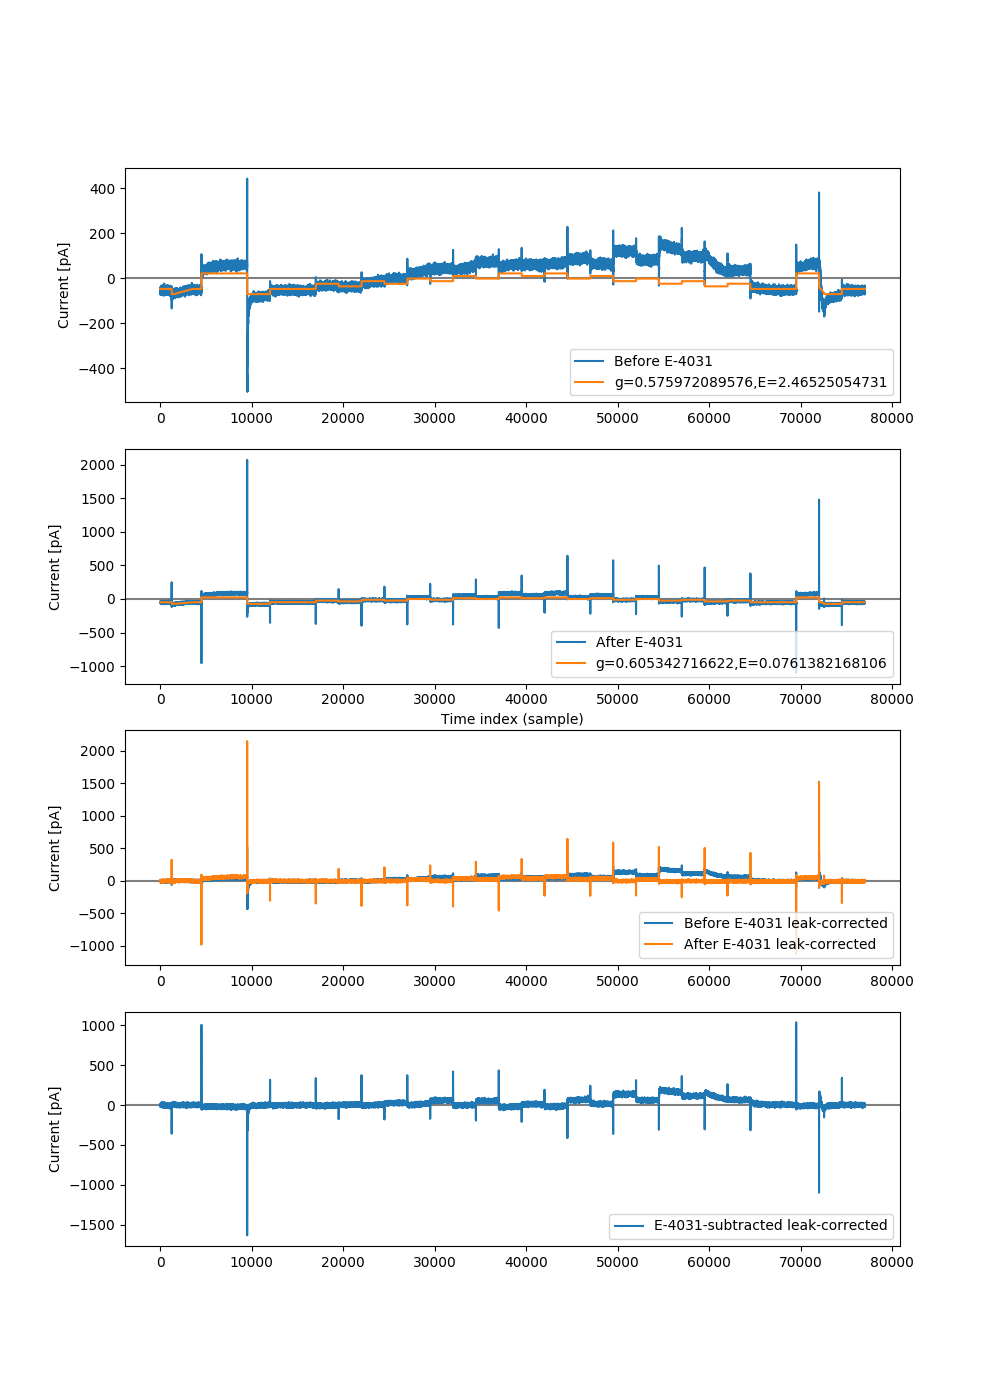 400
200
0
−200
−400
Current [pA]
Before E-4031
g=0.575972089576,E=2.46525054731
0 10000 20000 30000 40000 50000 60000 70000 80000
2000
1500
1000
500
0
−500
−1000
Current [pA]
After E-4031
g=0.605342716622,E=0.0761382168106
0 10000 20000 30000 40000 50000 60000 70000 80000
Time index (sample)
2000
1500
1000
500
0
−500
−1000
Current [pA]
Before E-4031 leak-corrected
After E-4031 leak-corrected
0 10000 20000 30000 40000 50000 60000 70000 80000
1000
500
0
−500
−1000
−1500
Current [pA]
E-4031-subtracted leak-corrected
0 10000 20000 30000 40000 50000 60000 70000 80000